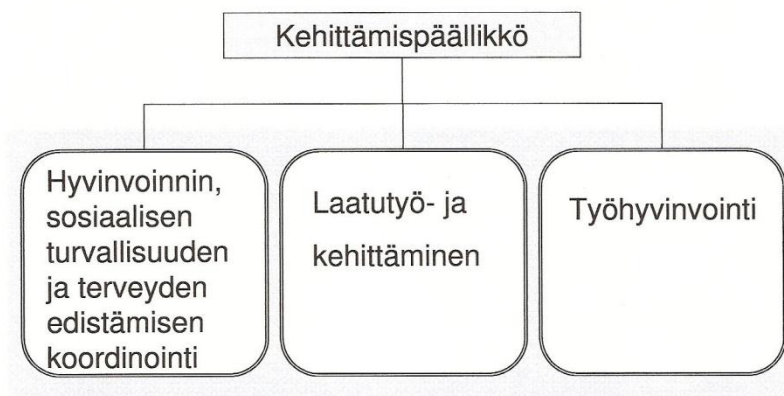 Kehittämispäällikkö
Hyvinvoinnin,
sosiaalisen
turvallisuuden
ja terveyden
edistämisen
koordinointi
Laatutyö- ja
kehittäminen
Työhyvinvointi